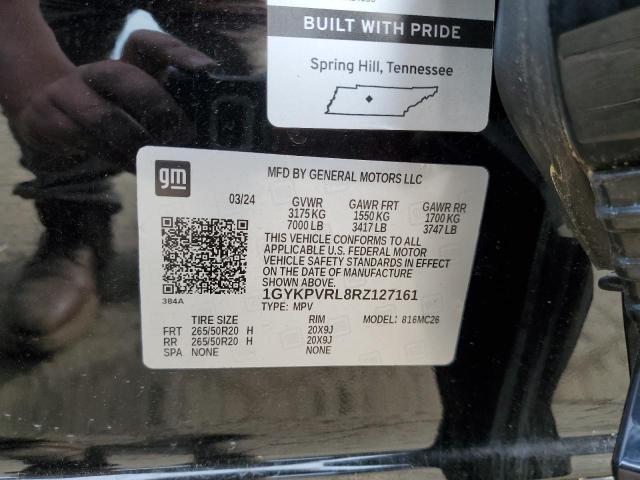 BUILT WITH PRIDE
Spring Hill, Tennessee
gm
MFD BY GENERAL MOTORS LLC
03/24 GVWR GAWR FRT GAWR RR
3175 KG 1550 KG 1700 KG
7000 LB 3417 LB 3747 LB
THIS VEHICLE CONFORMS TO ALL
APPLICABLE U.S. FEDERAL MOTOR
VEHICLE SAFETY STANDARDS IN EFFECT
ON THE DATE OF MANUFACTURE
SHOWN ABOVE.
384A
1GYKPVRL8RZ127161
TYPE: MPV
TIRE SIZE RIM MODEL: 816MC26
FRT 265/50R20 H 20X9J
RR 265/50R20 H 20X9J
SPA NONE NONE